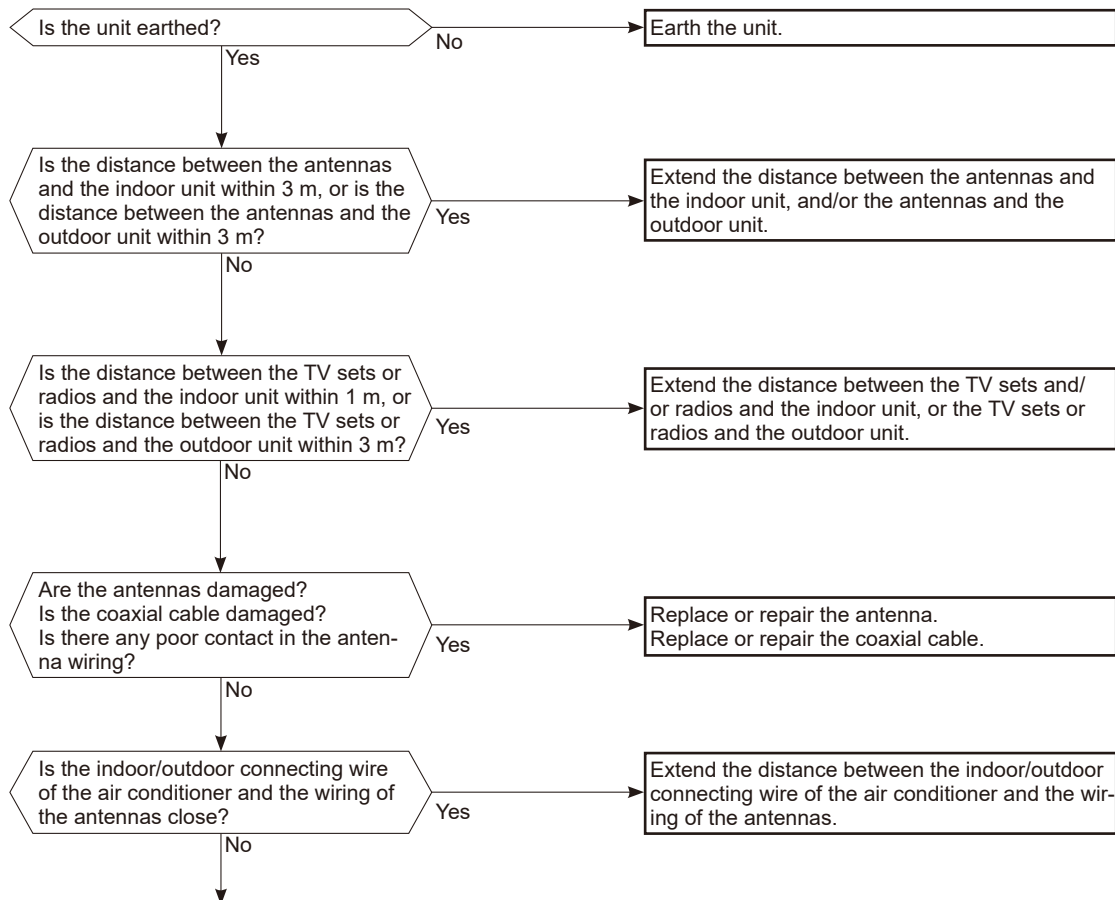 Is the unit earthed?
No
Earth the unit.
Yes
Is the distance between the antennas
and the indoor unit within 3 m, or is the
distance between the antennas and the
outdoor unit within 3 m?
Yes
Extend the distance between the antennas and
the indoor unit, and/or the antennas and the
outdoor unit.
No
Is the distance between the TV sets or
radios and the indoor unit within 1 m, or
is the distance between the TV sets or
radios and the outdoor unit within 3 m?
Yes
Extend the distance between the TV sets and/
or radios and the indoor unit, or the TV sets or
radios and the outdoor unit.
No
Are the antennas damaged?
Is the coaxial cable damaged?
Is there any poor contact in the anten-
na wiring?
Yes
Replace or repair the antenna.
Replace or repair the coaxial cable.
No
Is the indoor/outdoor connecting wire
of the air conditioner and the wiring of
the antennas close?
Yes
Extend the distance between the indoor/outdoor
connecting wire of the air conditioner and the wir-
ing of the antennas.
No